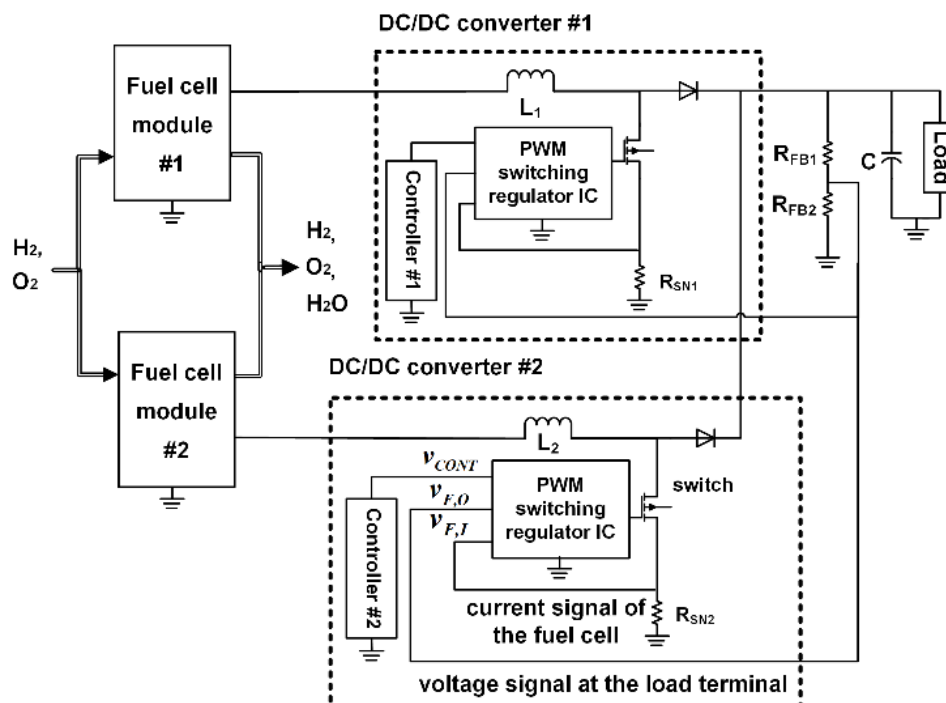 DC/DC converter #1
Fuel cell
module
#1
L1
PWM
switching
regulator IC
Controller #1
RSN1
RFB1
RFB2
C
Load
H2,
O2
H2,
O2,
H2O
DC/DC converter #2
Fuel cell
module
#2
L2
vCONT
vF,O
vF,I
PWM
switching
regulator IC
switch
Controller #2
RSN2
current signal of
the fuel cell
voltage signal at the load terminal